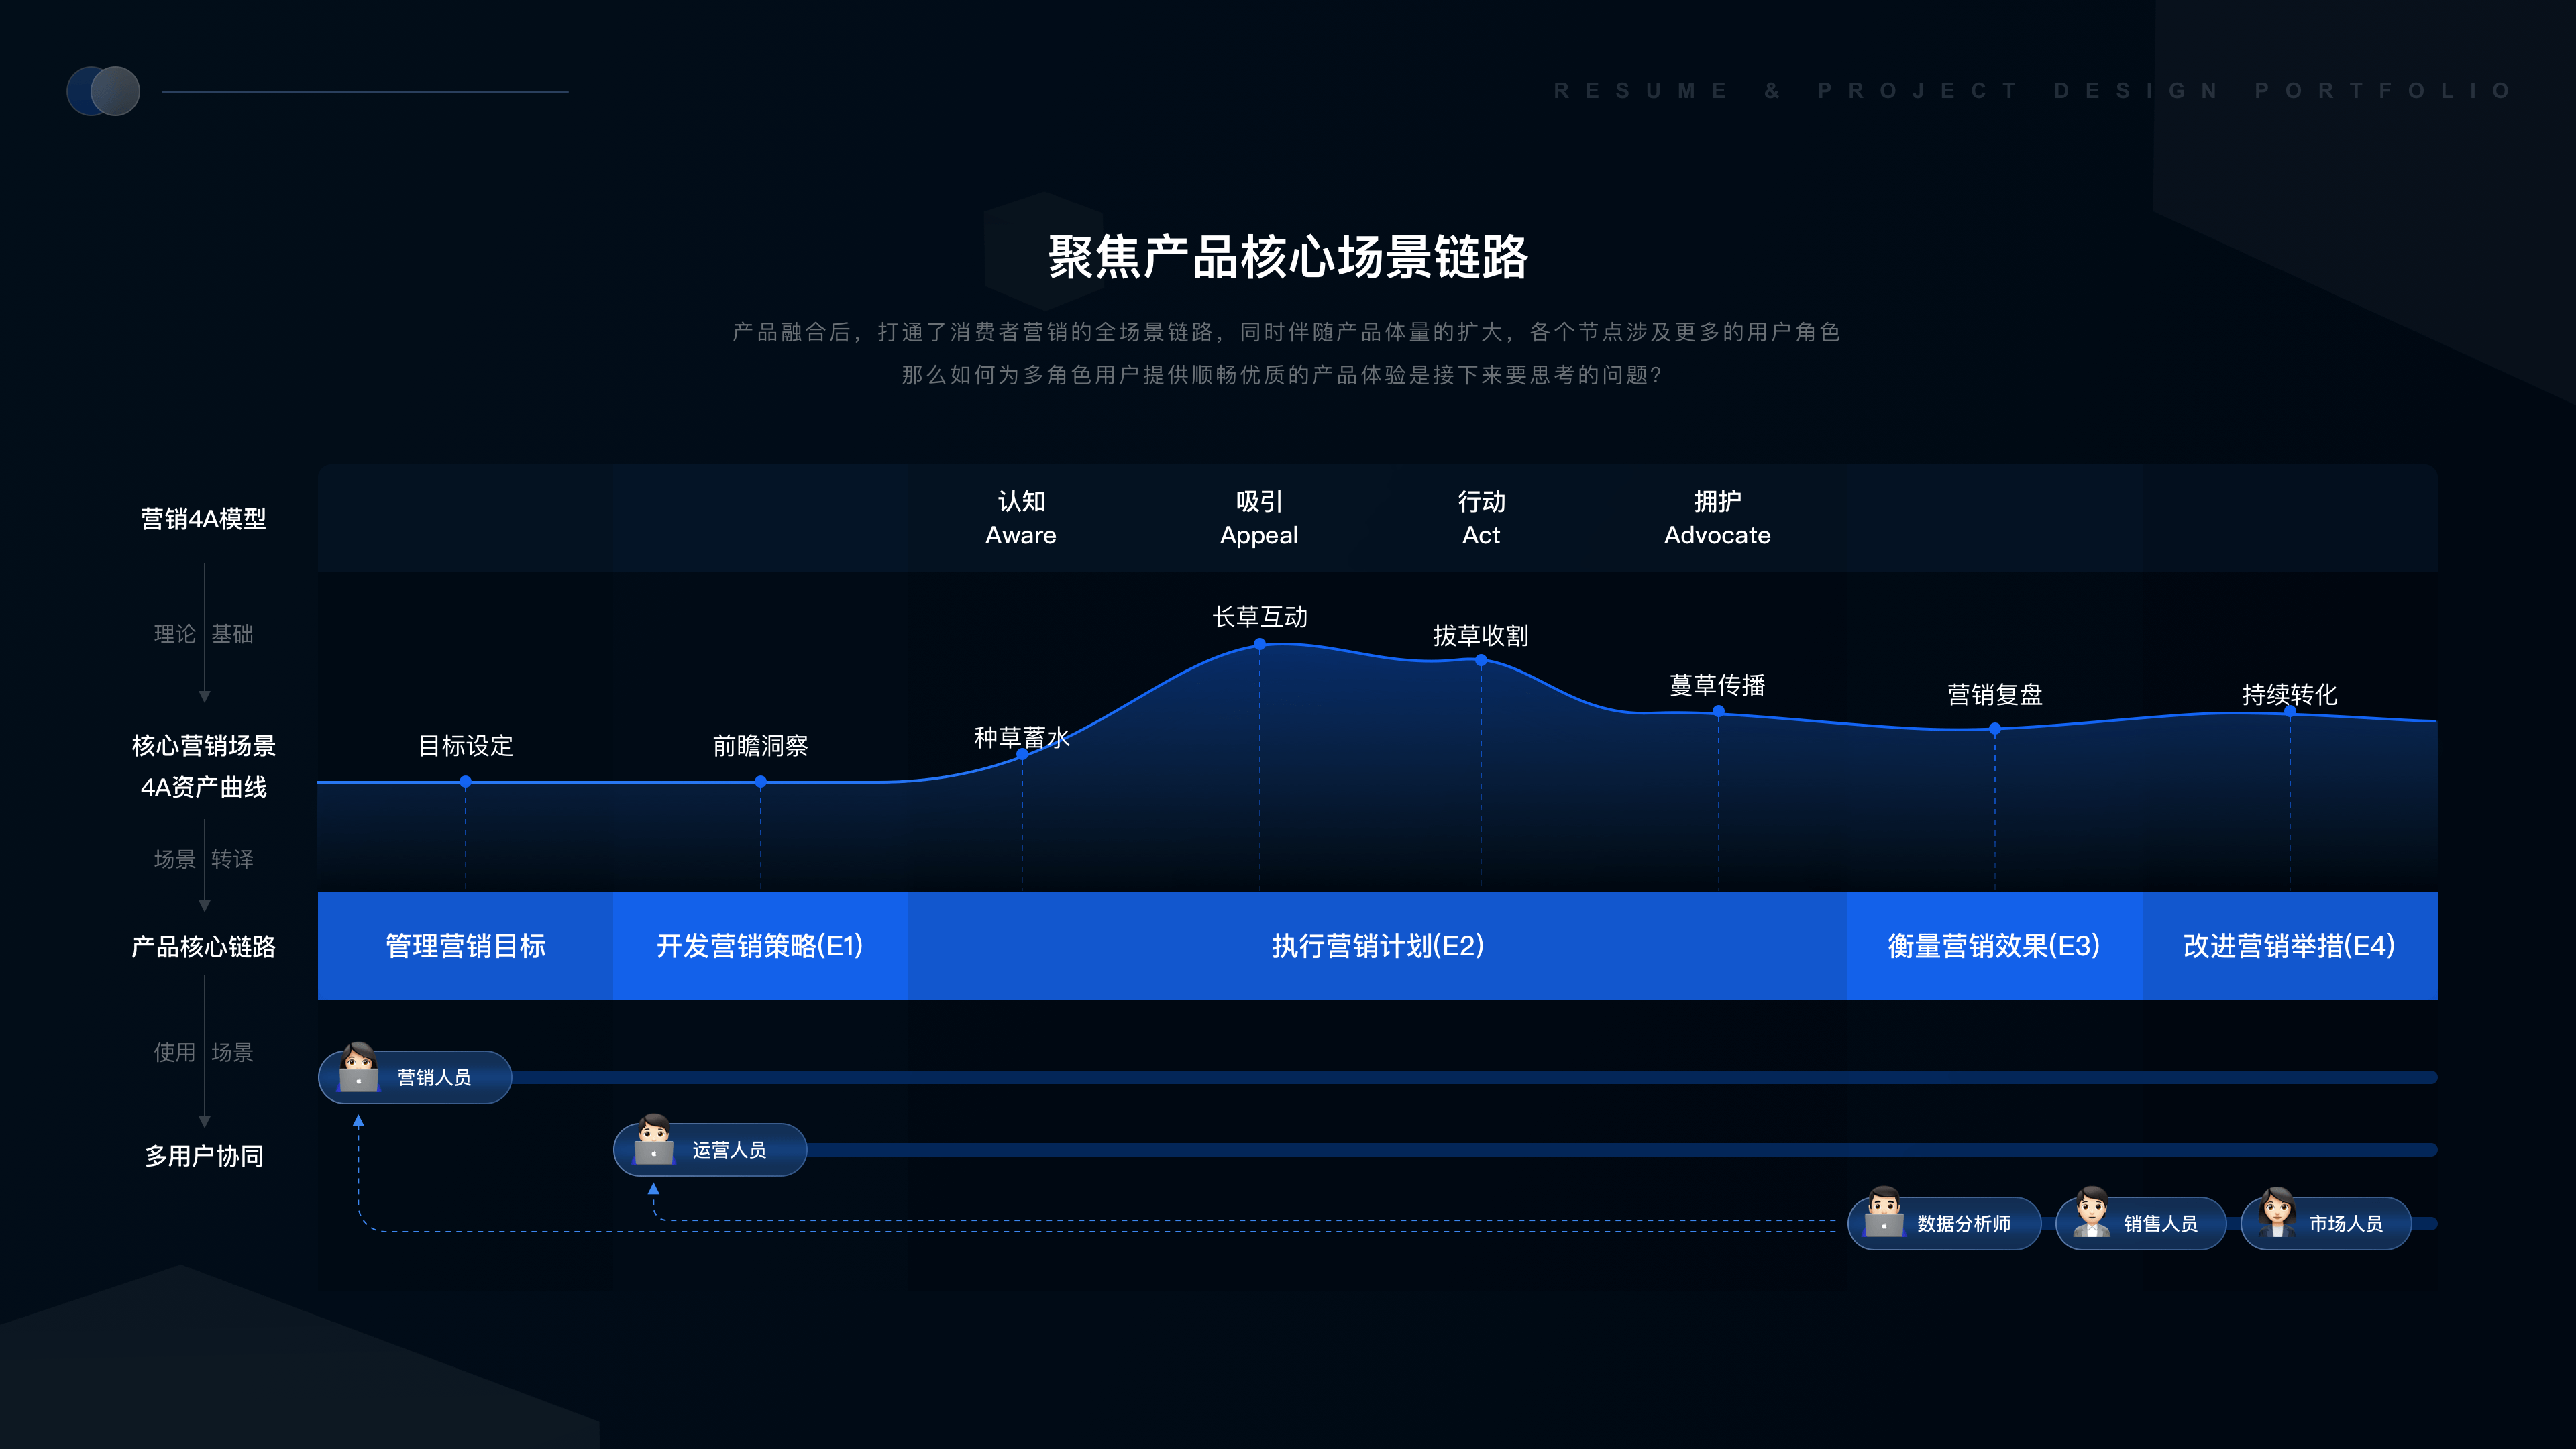 RESUME & PROJECT DESIGN PORTFOLIO
聚焦产品核心场景链路
产品融合后，打通了消费者营销的全场景链路，同时伴随产品体量的扩大，各个节点涉及更多的用户角色
那么如何为多角色用户提供顺畅优质的产品体验是接下来要思考的问题？
营销4A模型
认知
Aware
吸引
Appeal
行动
Act
拥护
Advocate
理论 基础
核心营销场景
4A资产曲线
目标设定
前瞻洞察
种草蓄水
长草互动
拔草收割
蔓草传播
营销复盘
持续转化
场景 转译
产品核心链路
管理营销目标
开发营销策略(E1)
执行营销计划(E2)
衡量营销效果(E3)
改进营销举措(E4)
使用 场景
多用户协同
营销人员
运营人员
数据分析师
销售人员
市场人员